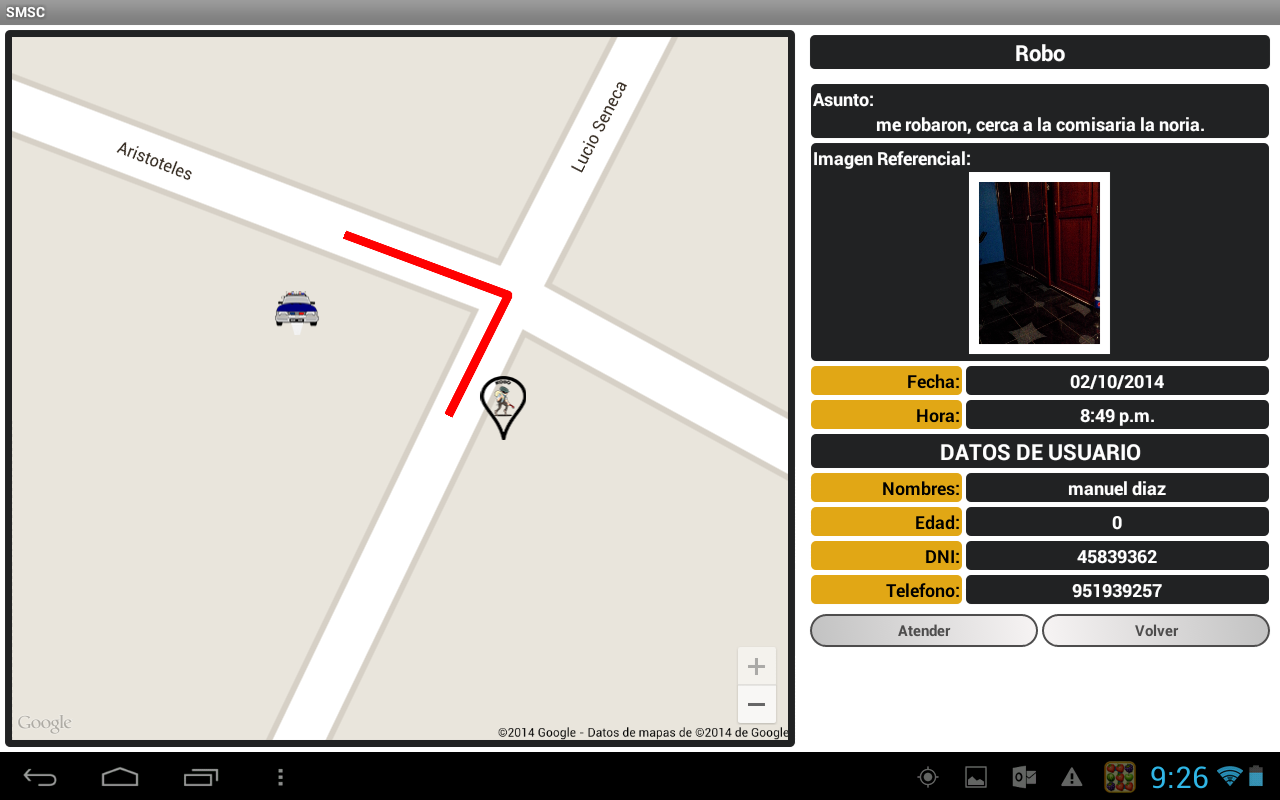 SMSC
Aristoteles
Lucio Seneca
Google
©2014 Google - Datos de mapas de ©2014 de Google
Robo
Asunto:
me robaron, cerca a la comisaria la noria.
Imagen Referencial:
Fecha: 02/10/2014
Hora: 8:49 p.m.
DATOS DE USUARIO
Nombres: manuel diaz
Edad: 0
DNI: 45839362
Telefono: 951939257
Atender Volver
9:26